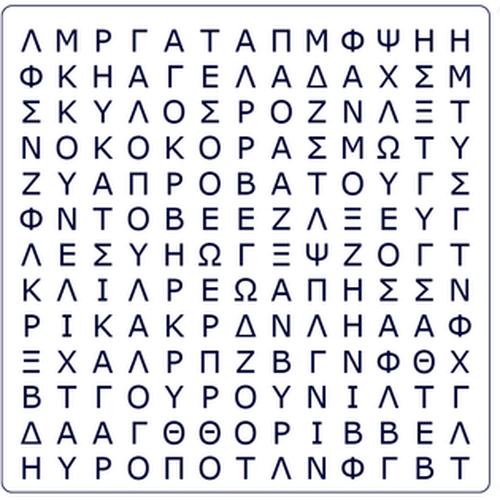 Λ Μ Ρ Γ Α Τ Α Π Μ Φ Ψ Η Η
Φ Κ Η Α Γ Ε Λ Α Δ Α Χ Σ Μ
Σ Κ Υ Λ Ο Σ Ρ Ο Ζ Ν Λ Ξ Τ
Ν Ο Κ Ο Κ Ο Ρ Α Σ Μ Ω Τ Υ
Ζ Υ Α Π Ρ Ο Β Α Τ Ο Υ Γ Σ
Φ Ν Τ Ο Β Ε Ε Ζ Λ Ξ Ε Υ Γ
Λ Ε Σ Υ Η Ω Γ Ξ Ψ Ζ Ο Γ Τ
Κ Λ Ι Λ Ρ Ε Ω Α Π Η Σ Σ Ν
Ρ Ι Κ Α Κ Ρ Δ Ν Λ Η Α Α Φ
Ξ Χ Α Λ Ρ Π Ζ Β Γ Ν Φ Θ Χ
Β Τ Γ Ο Υ Ρ Ο Υ Ν Ι Λ Τ Γ
Δ Α Α Γ Θ Θ Ο Ρ Ι Β Β Ε Λ
Η Υ Ρ Ο Π Ο Τ Λ Ν Φ Γ Β Τ